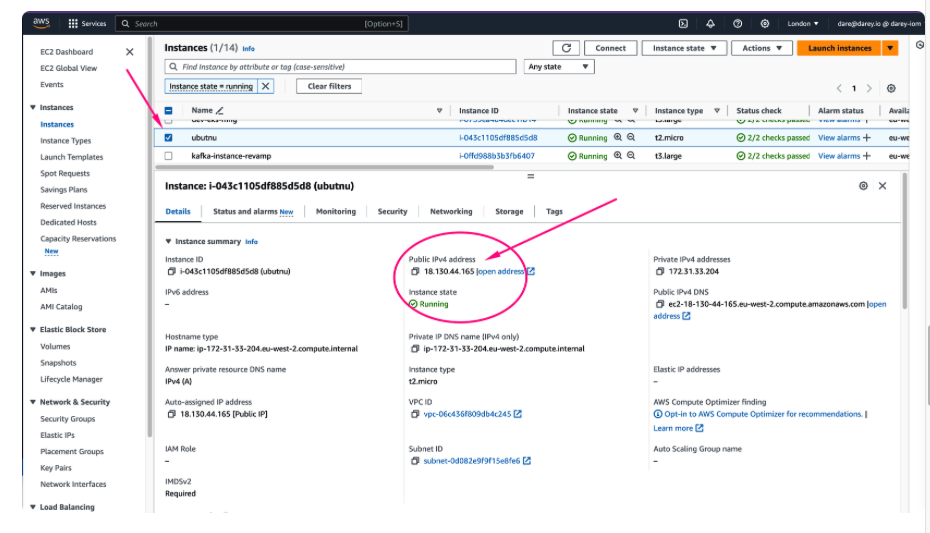 aws Services Search [Option+S] London ▼ dare@darey.io @ darey-iom
EC2 Dashboard
EC2 Global View
Events
▼ Instances
Instances
Instance Types
Launch Templates
Spot Requests
Savings Plans
Reserved Instances
Dedicated Hosts
Capacity Reservations
New
▼ Images
AMIs
AMI Catalog
▼ Elastic Block Store
Volumes
Snapshots
Lifecycle Manager
▼ Network & Security
Security Groups
Elastic IPs
Placement Groups
Key Pairs
Network Interfaces
▼ Load Balancing
Instances (1/14) Info
Connect Instance state ▼ Actions ▼ Launch instances ▼
Find Instance by attribute or tag (case-sensitive) Any state ▼
Instance state = running X Clear filters
< 1 >
Name Instance ID Instance state Instance type Status check Alarm status Availa
Running t3.large 2/2 checks passed View alarms +
ubutnu i-043c1105df885d5d8 Running t2.micro 2/2 checks passed View alarms + eu-we
kafka-instance-revamp i-0ffd988b3b3fb6407 Running t3.large 2/2 checks passed View alarms + eu-we
Instance: i-043c1105df885d5d8 (ubutnu)
Details Status and alarms New Monitoring Security Networking Storage Tags
▼ Instance summary Info
Instance ID
i-043c1105df885d5d8 (ubutnu)
Public IPv4 address
18.130.44.165 |open address
Private IPv4 addresses
172.31.33.204
IPv6 address
–
Instance state
Running
Public IPv4 DNS
ec2-18-130-44-165.eu-west-2.compute.amazonaws.com |open
address
Hostname type
IP name: ip-172-31-33-204.eu-west-2.compute.internal
Private IP DNS name (IPv4 only)
ip-172-31-33-204.eu-west-2.compute.internal
Answer private resource DNS name
IPv4 (A)
Instance type
t2.micro
Elastic IP addresses
–
Auto-assigned IP address
18.130.44.165 [Public IP]
VPC ID
vpc-06c436f809db4c245
AWS Compute Optimizer finding
Opt-in to AWS Compute Optimizer for recommendations. |
Learn more
IAM Role
–
Subnet ID
subnet-0d082e9f9f15e8fe6
Auto Scaling Group name
–
IMDSv2
Required